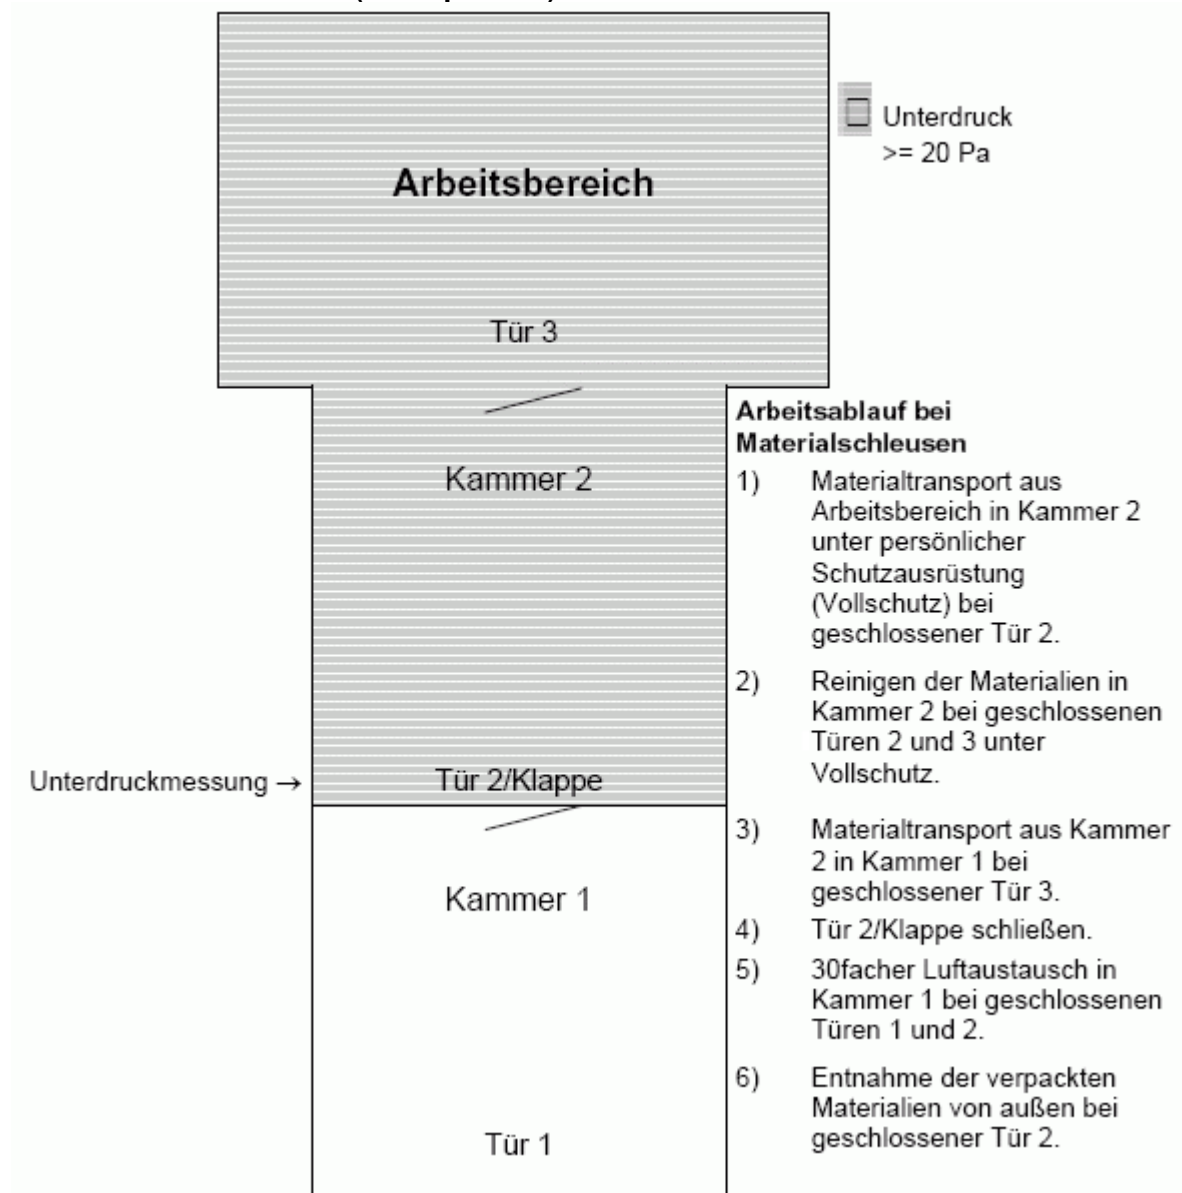 Unterdruck
>= 20 Pa
Arbeitsbereich
Tür 3
Kammer 2
Unterdruckmessung →
Tür 2/Klappe
Kammer 1
Tür 1
Arbeitsablauf bei
Materialschleusen
1) Materialtransport aus
Arbeitsbereich in Kammer 2
unter persönlicher
Schutzausrüstung
(Vollschutz) bei
geschlossener Tür 2.
2) Reinigen der Materialien in
Kammer 2 bei geschlossenen
Türen 2 und 3 unter
Vollschutz.
3) Materialtransport aus Kammer
2 in Kammer 1 bei
geschlossener Tür 3.
4) Tür 2/Klappe schließen.
5) 30facher Luftaustausch in
Kammer 1 bei geschlossenen
Türen 1 und 2.
6) Entnahme der verpackten
Materialien von außen bei
geschlossener Tür 2.